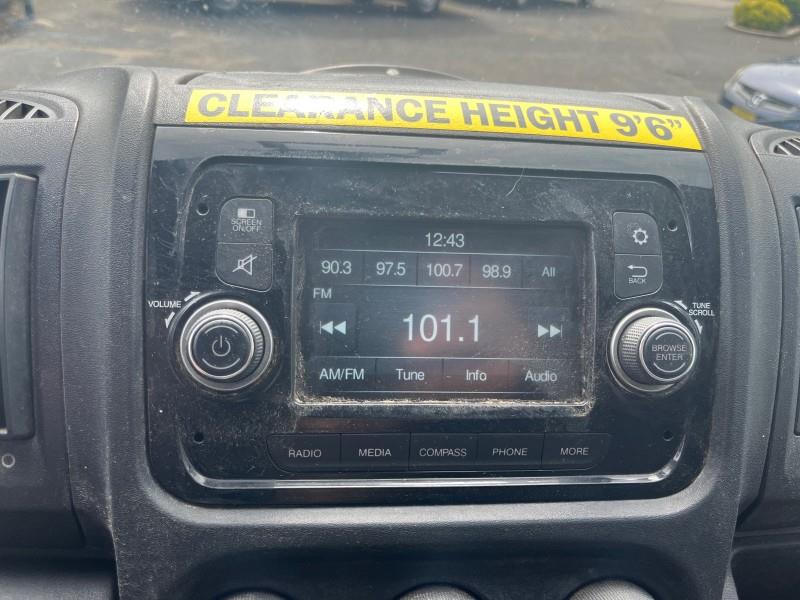 CLEARANCE HEIGHT 9'6"
SCREEN
ON/OFF
12:43
90.3 97.5 100.7 98.9 All
FM
BACK
VOLUME
TUNE
SCROLL
101.1
BROWSE
ENTER
AM/FM Tune Info Audio
RADIO MEDIA COMPASS PHONE MORE